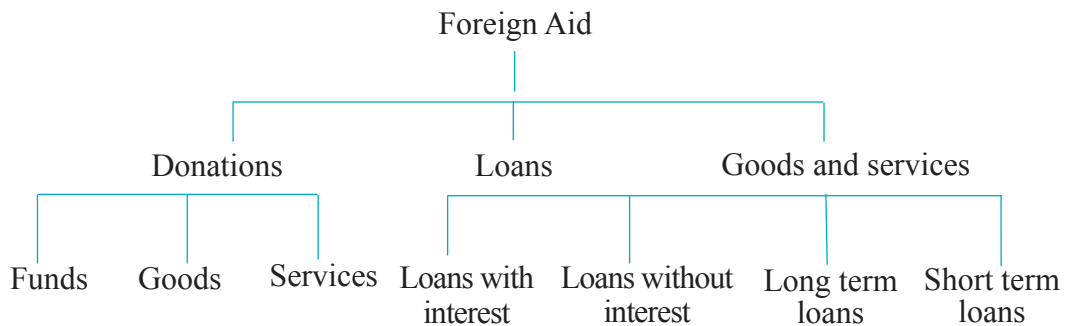 Foreign Aid
Donations
Loans
Goods and services
Funds
Goods
Services
Loans with
interest
Loans without
interest
Long term
loans
Short term
loans